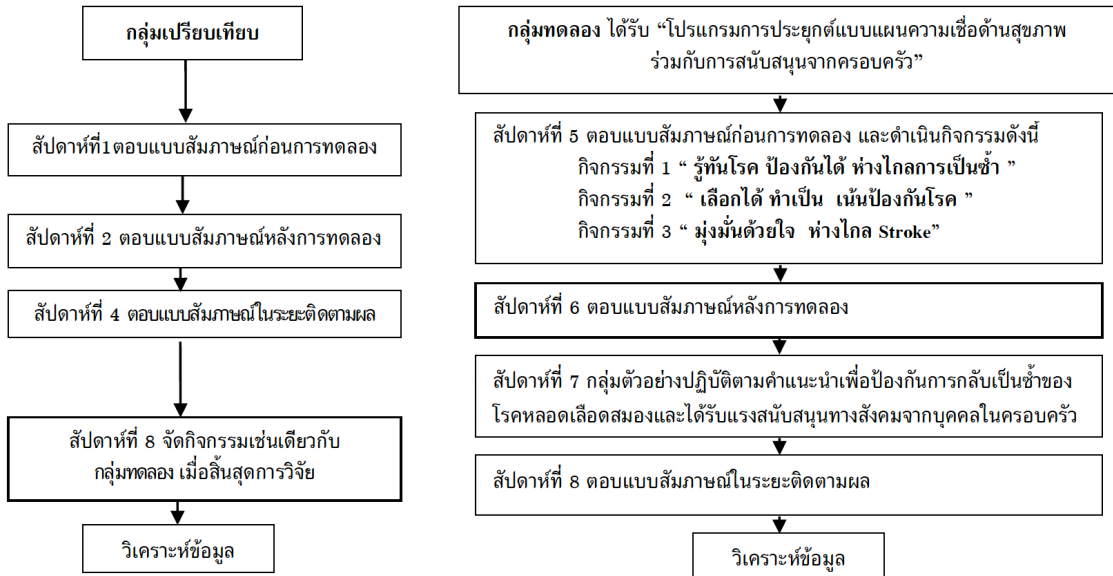 กลุ่มเปรียบเทียบ
สัปดาห์ที่1ตอบแบบสัมภาษณ์ก่อนการทดลอง
สัปดาห์ที่ 2 ตอบแบบสัมภาษณ์หลังการทดลอง
สัปดาห์ที่ 4 ตอบแบบสัมภาษณ์ในระยะติดตามผล
สัปดาห์ที่ 8 จัดกิจกรรมเช่นเดียวกับ
กลุ่มทดลอง เมื่อสิ้นสุดการวิจัย
วิเคราะห์ข้อมูล
กลุ่มทดลอง ได้รับ “โปรแกรมการประยุกต์แบบแผนความเชื่อด้านสุขภาพ
ร่วมกับการสนับสนุนจากครอบครัว”
สัปดาห์ที่ 5 ตอบแบบสัมภาษณ์ก่อนการทดลอง และดำเนินกิจกรรมดังนี้
กิจกรรมที่ 1 “ รู้ทันโรค ป้องกันได้ ห่างไกลการเป็นซ้ำ ”
กิจกรรมที่ 2 “ เลือกได้ ทำเป็น เน้นป้องกันโรค ”
กิจกรรมที่ 3 “ มุ่งมั่นด้วยใจ ห่างไกล Stroke”
สัปดาห์ที่ 6 ตอบแบบสัมภาษณ์หลังการทดลอง
สัปดาห์ที่ 7 กลุ่มตัวอย่างปฏิบัติตามคำแนะนำเพื่อป้องกันการกลับเป็นซ้ำของ
โรคหลอดเลือดสมองและได้รับแรงสนับสนุนทางสังคมจากบุคคลในครอบครัว
สัปดาห์ที่ 8 ตอบแบบสัมภาษณ์ในระยะติดตามผล
วิเคราะห์ข้อมูล